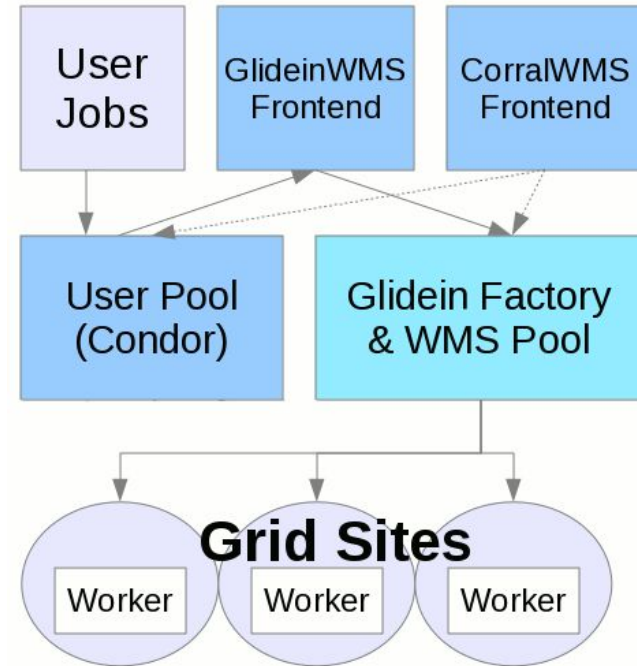 User
Jobs
GlideinWMS
Frontend
CorralWMS
Frontend
User Pool
(Condor)
Glidein Factory
& WMS Pool
Grid Sites
Worker
Worker
Worker